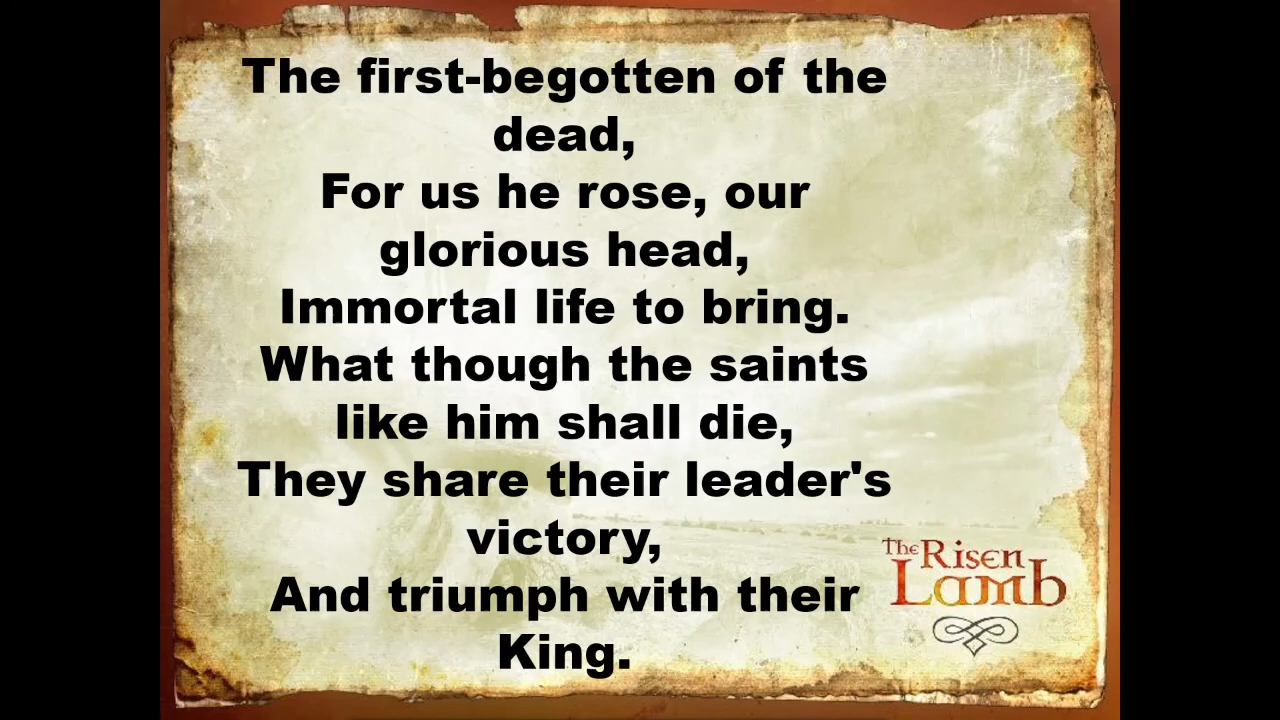 The first-begotten of the
dead,
For us he rose, our
glorious head,
Immortal life to bring.
What though the saints
like him shall die,
They share their leader's
victory,
And triumph with their
King.
The Risen
Lamb